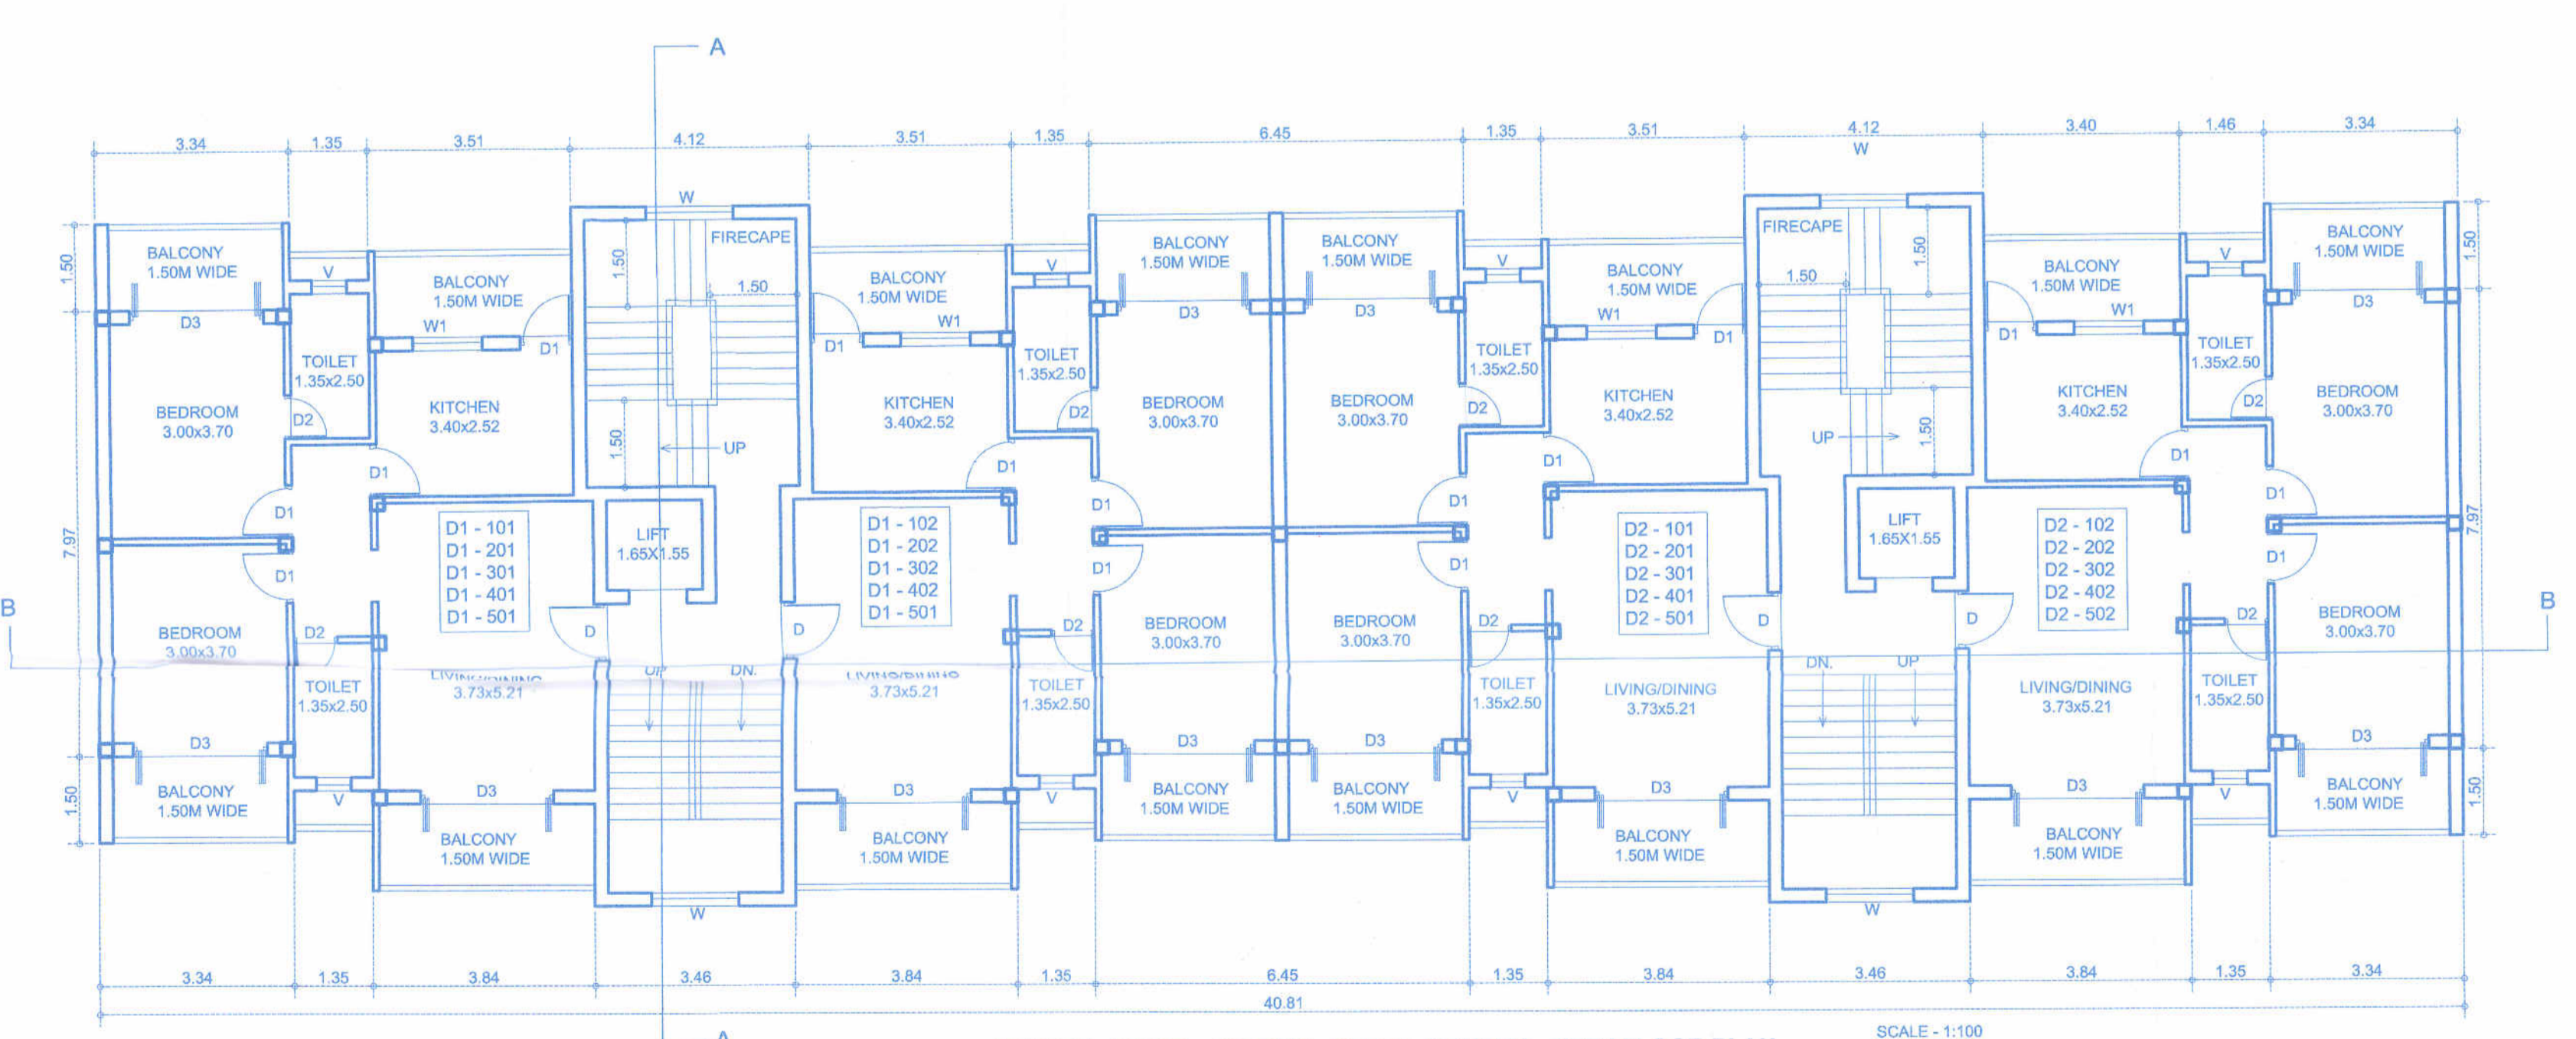 A
3.34 1.35 3.51 4.12 3.51 1.35 6.45 1.35 3.51 4.12 3.40 1.46 3.34
W
W
1.50
BALCONY
1.50M WIDE
V
BALCONY
1.50M WIDE
FIRECAPE
1.50
1.50
BALCONY
1.50M WIDE
V
BALCONY
1.50M WIDE
BALCONY
1.50M WIDE
V
BALCONY
1.50M WIDE
FIRECAPE
1.50
1.50
BALCONY
1.50M WIDE
V
BALCONY
1.50M WIDE
1.50
D3
W1
D1
D1
W1
D3
D3
W1
D1
D1
W1
D3
TOILET
1.35x2.50
TOILET
1.35x2.50
TOILET
1.35x2.50
TOILET
1.35x2.50
BEDROOM
3.00x3.70
D2
KITCHEN
3.40x2.52
1.50
UP
KITCHEN
3.40x2.52
D2
BEDROOM
3.00x3.70
BEDROOM
3.00x3.70
D2
KITCHEN
3.40x2.52
UP
1.50
KITCHEN
3.40x2.52
D2
BEDROOM
3.00x3.70
D1
D1
D1
D1
D1
D1
D1
D1
7.97
D1 - 101
D1 - 201
D1 - 301
D1 - 401
D1 - 501
LIFT
1.65X1.55
D1 - 102
D1 - 202
D1 - 302
D1 - 402
D1 - 501
D2 - 101
D2 - 201
D2 - 301
D2 - 401
D2 - 501
LIFT
1.65X1.55
D2 - 102
D2 - 202
D2 - 302
D2 - 402
D2 - 502
7.97
D1
D1
D1
D1
B
B
BEDROOM
3.00x3.70
D2
D
D
D2
BEDROOM
3.00x3.70
BEDROOM
3.00x3.70
D2
D
D
D2
BEDROOM
3.00x3.70
TOILET
1.35x2.50
LIVING/DINING
3.73x5.21
UP
DN.
LIVING/DINING
3.73x5.21
TOILET
1.35x2.50
TOILET
1.35x2.50
LIVING/DINING
3.73x5.21
DN.
UP
LIVING/DINING
3.73x5.21
TOILET
1.35x2.50
D3
D3
D3
D3
D3
D3
D3
D3
1.50
BALCONY
1.50M WIDE
V
BALCONY
1.50M WIDE
BALCONY
1.50M WIDE
V
BALCONY
1.50M WIDE
BALCONY
1.50M WIDE
V
BALCONY
1.50M WIDE
BALCONY
1.50M WIDE
V
BALCONY
1.50M WIDE
1.50
W
W
3.34 1.35 3.84 3.46 3.84 1.35 6.45 1.35 3.84 3.46 3.84 1.35 3.34
40.81
A
SCALE - 1:100